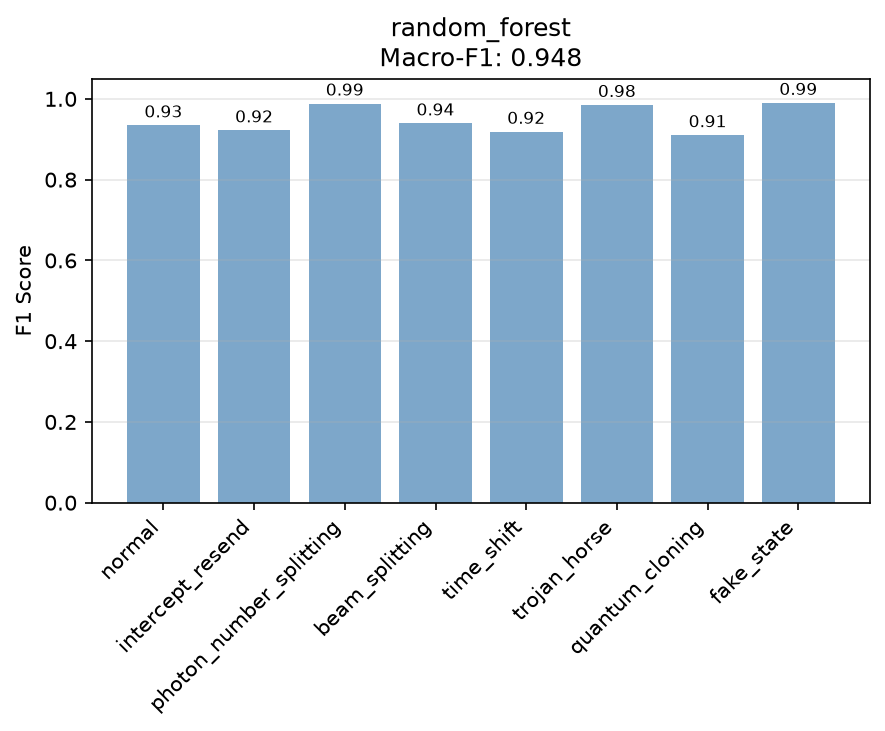 random_forest
Macro-F1: 0.948
F1 Score
1.0
0.8
0.6
0.4
0.2
0.0
0.93
0.92
0.99
0.94
0.92
0.98
0.91
0.99
normal
intercept_resend
photon_number_splitting
beam_splitting
time_shift
trojan_horse
quantum_cloning
fake_state